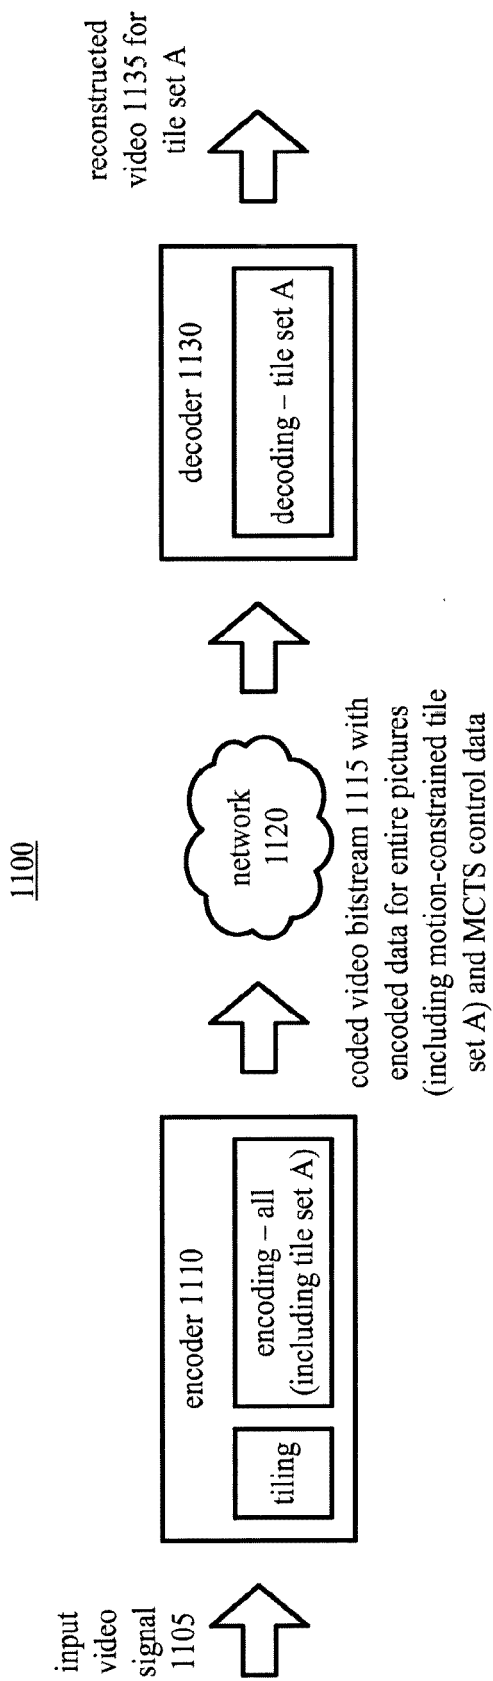 1100
input
video
signal
1105
encoder 1110
tiling
encoding – all
(including tile set A)
coded video bitstream 1115 with
encoded data for entire pictures
(including motion-constrained tile
set A) and MCTS control data
network
1120
decoder 1130
decoding – tile set A
reconstructed
video 1135 for
tile set A